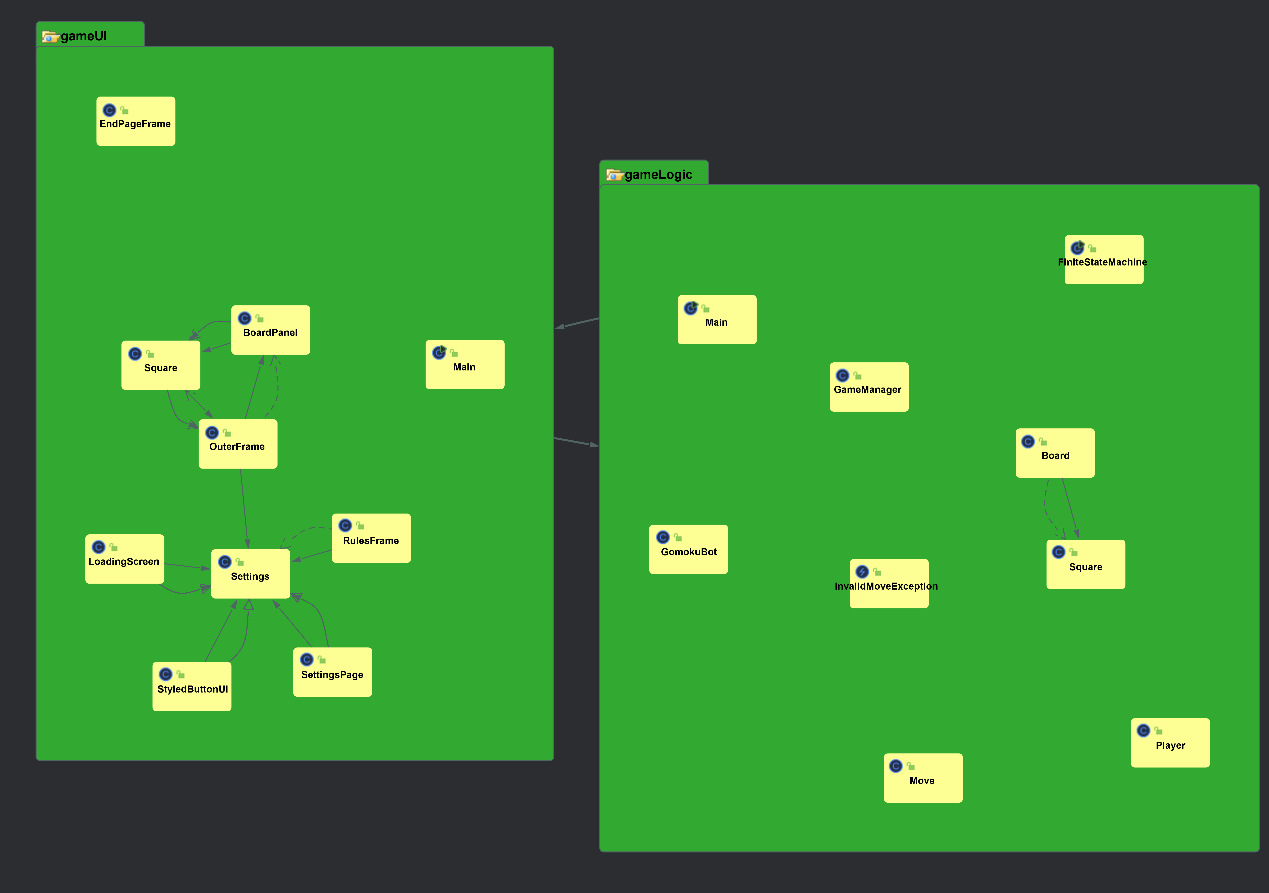 gameUI
EndPageFrame
BoardPanel
Square
Main
OuterFrame
RulesFrame
LoadingScreen
Settings
StyledButtonUI
SettingsPage
gameLogic
FiniteStateMachine
Main
GameManager
Board
GomokuBot
Square
InvalidMoveException
Player
Move